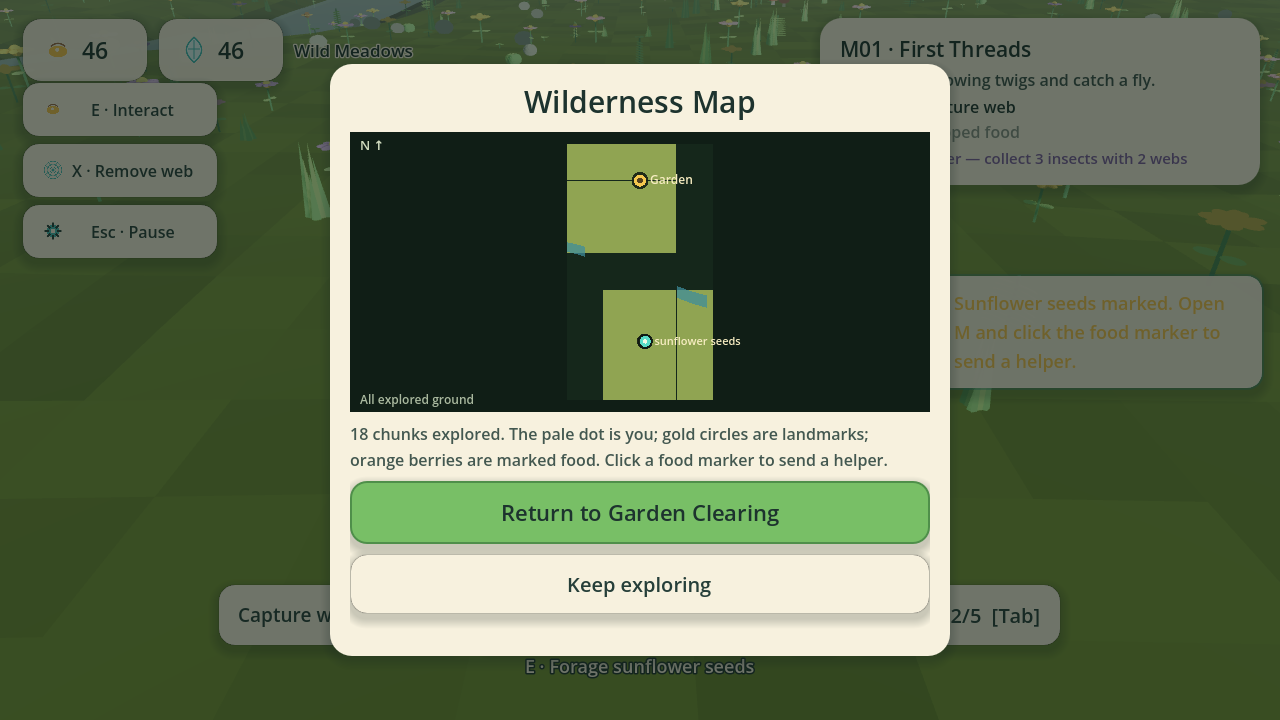 46
46
Wild Meadows
E · Interact
X · Remove web
Esc · Pause
M01 · First Threads
owing twigs and catch a fly.
ture web
ped food
er — collect 3 insects with 2 webs
Sunflower seeds marked. Open
M and click the food marker to
send a helper.
Wilderness Map
N ↑
Garden
sunflower seeds
All explored ground
18 chunks explored. The pale dot is you; gold circles are landmarks;
orange berries are marked food. Click a food marker to send a helper.
Return to Garden Clearing
Keep exploring
Capture w
2/5 [Tab]
E · Forage sunflower seeds